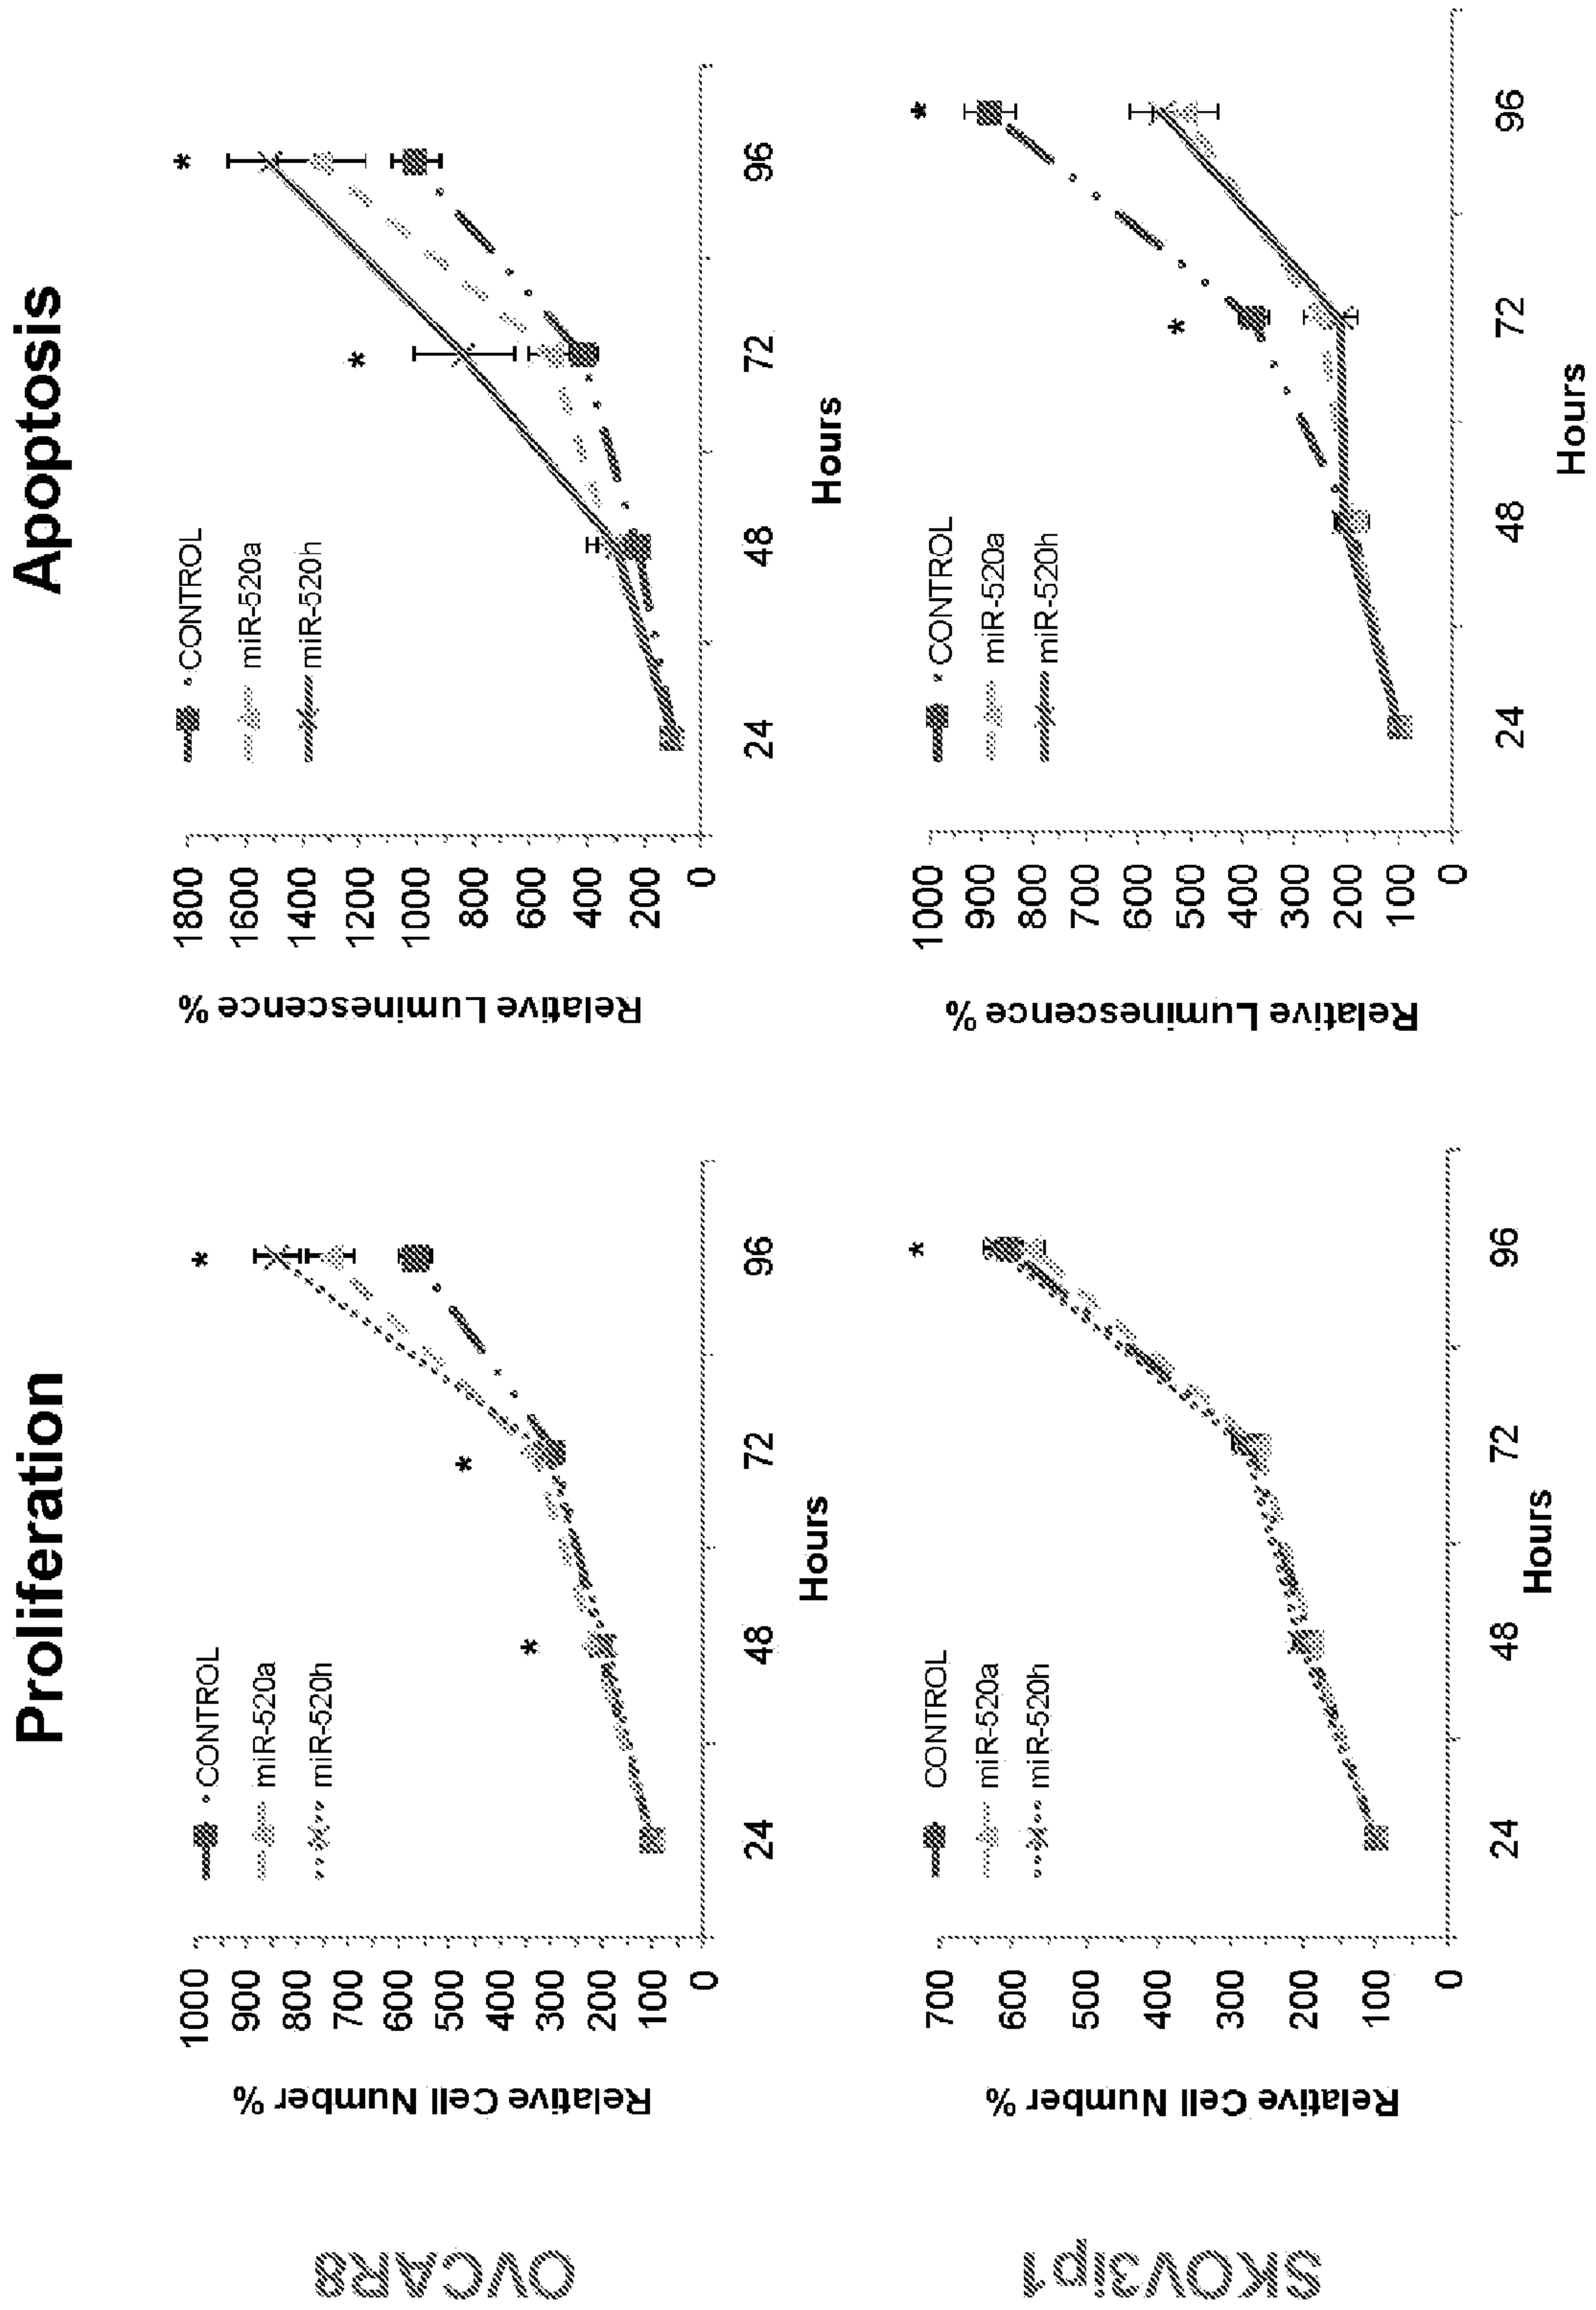 Proliferation
Apoptosis
OVCAR8
Relative Cell Number %
1000
900
800
700
600
500
400
300
200
100
0
CONTROL
miR-520a
miR-520h
*
*
*
24
48
72
96
Hours
Relative Luminescence %
1800
1600
1400
1200
1000
800
600
400
200
0
CONTROL
miR-520a
miR-520h
*
*
24
48
72
96
Hours
SKOV3ip1
Relative Cell Number %
700
600
500
400
300
200
100
0
CONTROL
miR-520a
miR-520h
*
24
48
72
96
Hours
Relative Luminescence %
1000
900
800
700
600
500
400
300
200
100
0
CONTROL
miR-520a
miR-520h
*
*
24
48
72
96
Hours